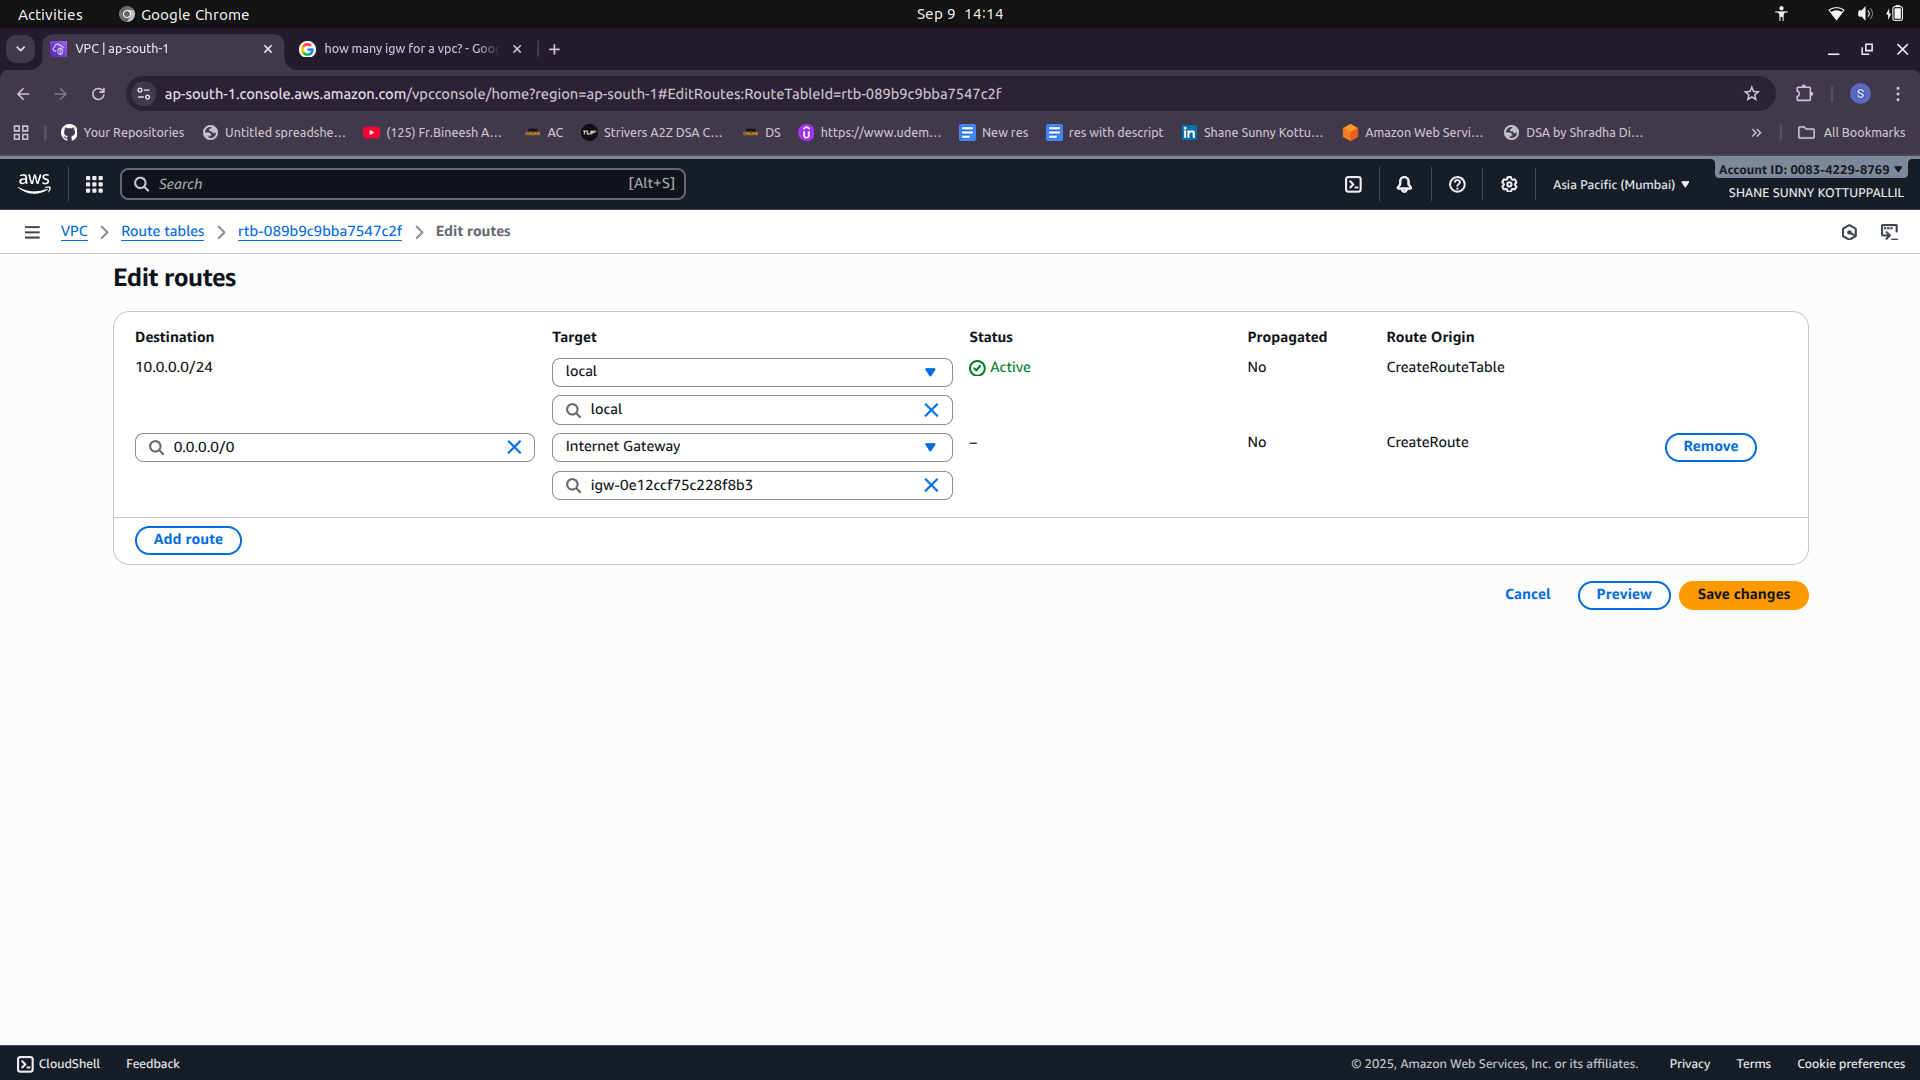 Activities
Google Chrome
Sep 9 14:14
VPC | ap-south-1
how many igw for a vpc? - Goo
ap-south-1.console.aws.amazon.com/vpcconsole/home?region=ap-south-1#EditRoutes:RouteTableId=rtb-089b9c9bba7547c2f
S
Your Repositories
Untitled spreadshe...
(125) Fr.Bineesh A...
AC
Strivers A2Z DSA C...
DS
https://www.udem...
New res
res with descript
Shane Sunny Kottu...
Amazon Web Servi...
DSA by Shradha Di...
All Bookmarks
aws
Search
[Alt+S]
Asia Pacific (Mumbai)
Account ID: 0083-4229-8769
SHANE SUNNY KOTTUPPALLIL
VPC
Route tables
rtb-089b9c9bba7547c2f
Edit routes
Edit routes
Destination Target Status Propagated Route Origin
10.0.0.0/24 local Active No CreateRouteTable
local
0.0.0.0/0 Internet Gateway – No CreateRoute Remove
igw-0e12ccf75c228f8b3
Add route
Cancel Preview Save changes
CloudShell Feedback © 2025, Amazon Web Services, Inc. or its affiliates. Privacy Terms Cookie preferences